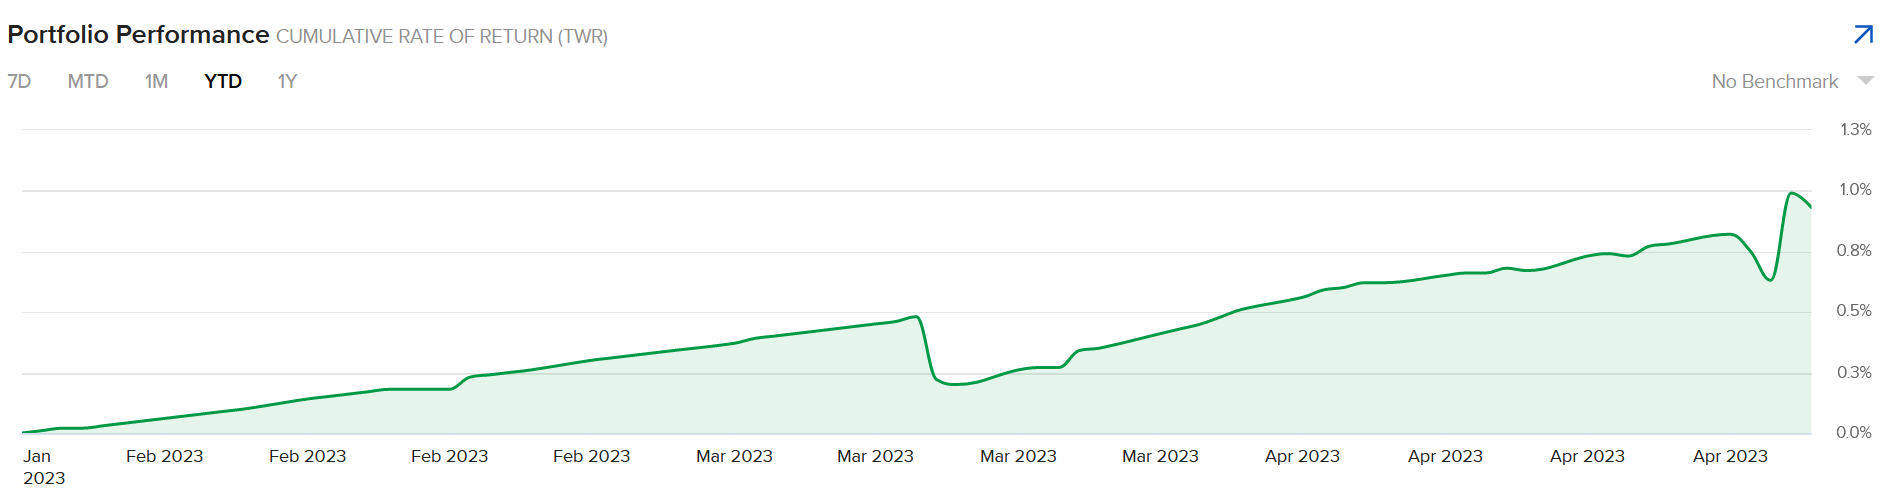 Portfolio Performance CUMULATIVE RATE OF RETURN (TWR)
7D MTD 1M YTD 1Y
No Benchmark
1.3%
1.0%
0.8%
0.5%
0.3%
0.0%
Jan 2023
Feb 2023
Feb 2023
Feb 2023
Feb 2023
Mar 2023
Mar 2023
Mar 2023
Mar 2023
Apr 2023
Apr 2023
Apr 2023
Apr 2023